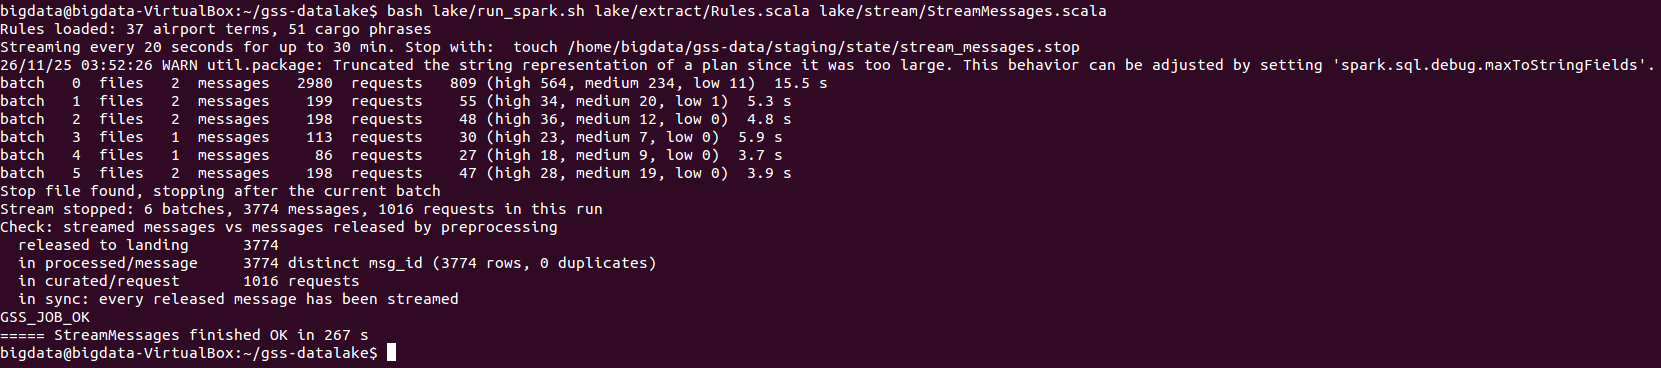 bigdata@bigdata-VirtualBox:~/gss-datalake$ bash lake/run_spark.sh lake/extract/Rules.scala lake/stream/StreamMessages.scala
Rules loaded: 37 airport terms, 51 cargo phrases
Streaming every 20 seconds for up to 30 min. Stop with:  touch /home/bigdata/gss-data/staging/state/stream_messages.stop
26/11/25 03:52:26 WARN util.package: Truncated the string representation of a plan since it was too large. This behavior can be adjusted by setting 'spark.sql.debug.maxToStringFields'.
batch   0  files   2  messages   2980  requests   809 (high 564, medium 234, low 11)  15.5 s
batch   1  files   2  messages    199  requests    55 (high 34, medium 20, low 1)  5.3 s
batch   2  files   2  messages    198  requests    48 (high 36, medium 12, low 0)  4.8 s
batch   3  files   1  messages    113  requests    30 (high 23, medium 7, low 0)  5.9 s
batch   4  files   1  messages     86  requests    27 (high 18, medium 9, low 0)  3.7 s
batch   5  files   2  messages    198  requests    47 (high 28, medium 19, low 0)  3.9 s
Stop file found, stopping after the current batch
Stream stopped: 6 batches, 3774 messages, 1016 requests in this run
Check: streamed messages vs messages released by preprocessing
  released to landing      3774
  in processed/message     3774 distinct msg_id (3774 rows, 0 duplicates)
  in curated/request       1016 requests
  in sync: every released message has been streamed
GSS_JOB_OK
===== StreamMessages finished OK in 267 s
bigdata@bigdata-VirtualBox:~/gss-datalake$